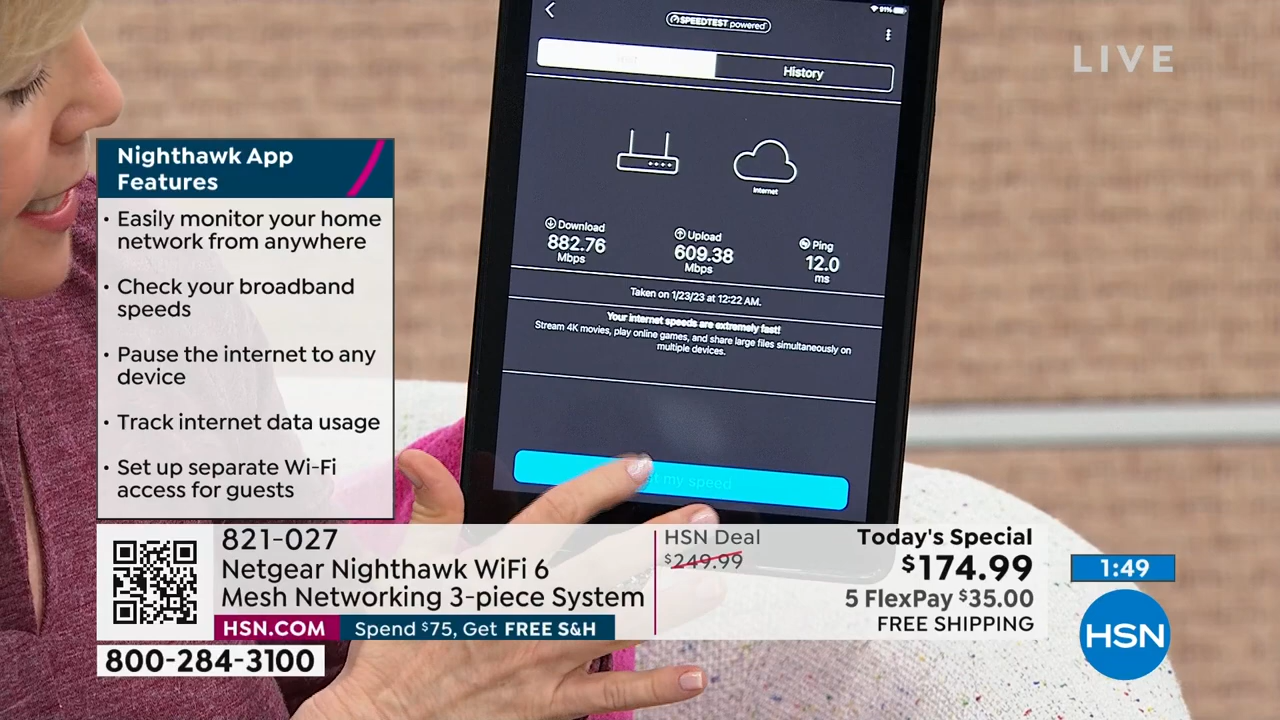 SPEEDTEST powered
91%
History
LIVE
Internet
Download
882.76
Mbps
Upload
609.38
Mbps
Ping
12.0
ms
Taken on 1/23/23 at 12:22 AM.
Your internet speeds are extremely fast!
Stream 4K movies, play online games, and share large files simultaneously on
multiple devices.
my speed
Nighthawk App
Features
• Easily monitor your home
network from anywhere
• Check your broadband
speeds
• Pause the internet to any
device
• Track internet data usage
• Set up separate Wi-Fi
access for guests
821-027
Netgear Nighthawk WiFi 6
Mesh Networking 3-piece System
HSN.COM Spend $75, Get FREE S&H
800-284-3100
HSN Deal
$249.99
Today's Special
$174.99
5 FlexPay $35.00
FREE SHIPPING
1:49
HSN